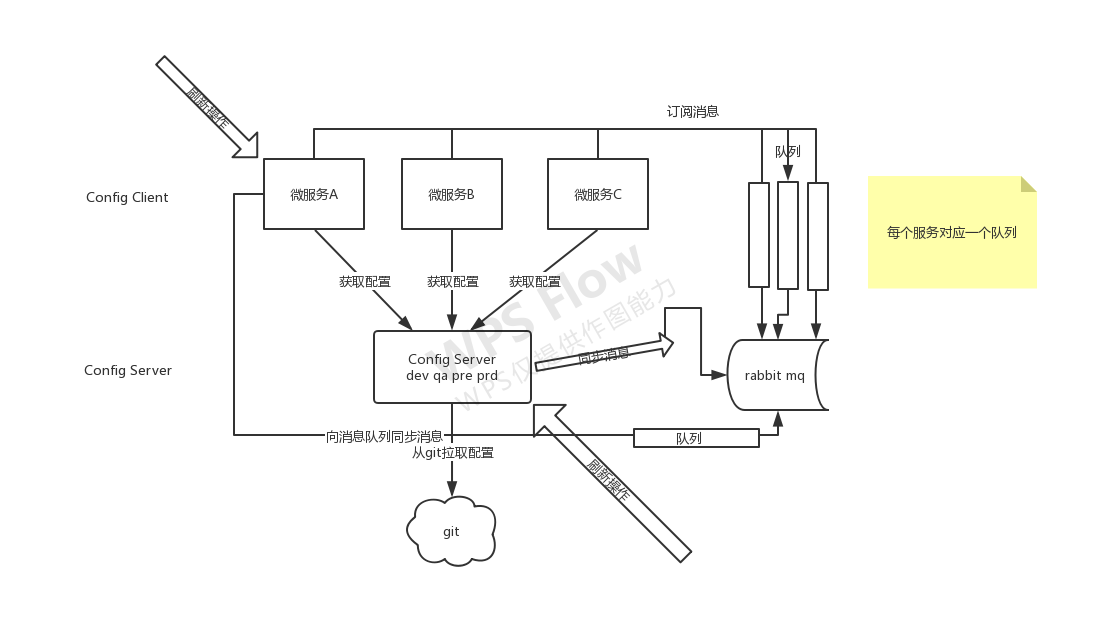 刷新操作
订阅消息
队列
Config Client
微服务A
微服务B
微服务C
每个服务对应一个队列
获取配置
获取配置
获取配置
WPS Flow
WPS仅提供作图能力
Config Server
Config Server
dev qa pre prd
同步消息
rabbit mq
向消息队列同步消息
队列
从git拉取配置
刷新操作
git